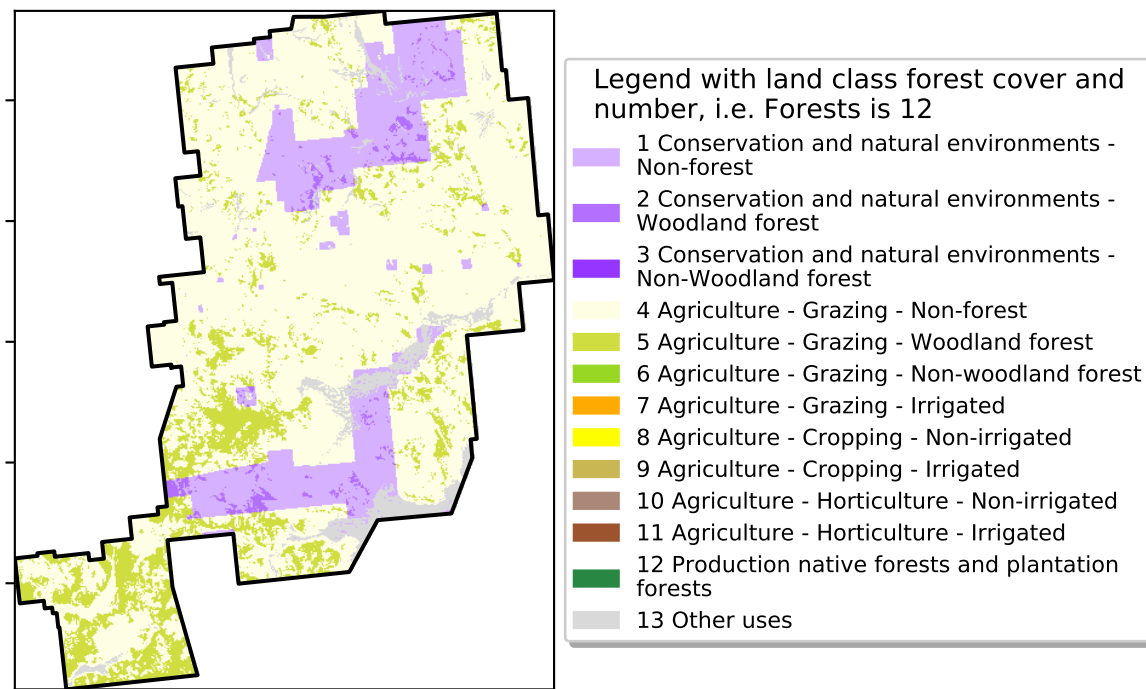 Legend with land class forest cover and
number, i.e. Forests is 12
1 Conservation and natural environments -
Non-forest
2 Conservation and natural environments -
Woodland forest
3 Conservation and natural environments -
Non-Woodland forest
4 Agriculture - Grazing - Non-forest
5 Agriculture - Grazing - Woodland forest
6 Agriculture - Grazing - Non-woodland forest
7 Agriculture - Grazing - Irrigated
8 Agriculture - Cropping - Non-irrigated
9 Agriculture - Cropping - Irrigated
10 Agriculture - Horticulture - Non-irrigated
11 Agriculture - Horticulture - Irrigated
12 Production native forests and plantation
forests
13 Other uses